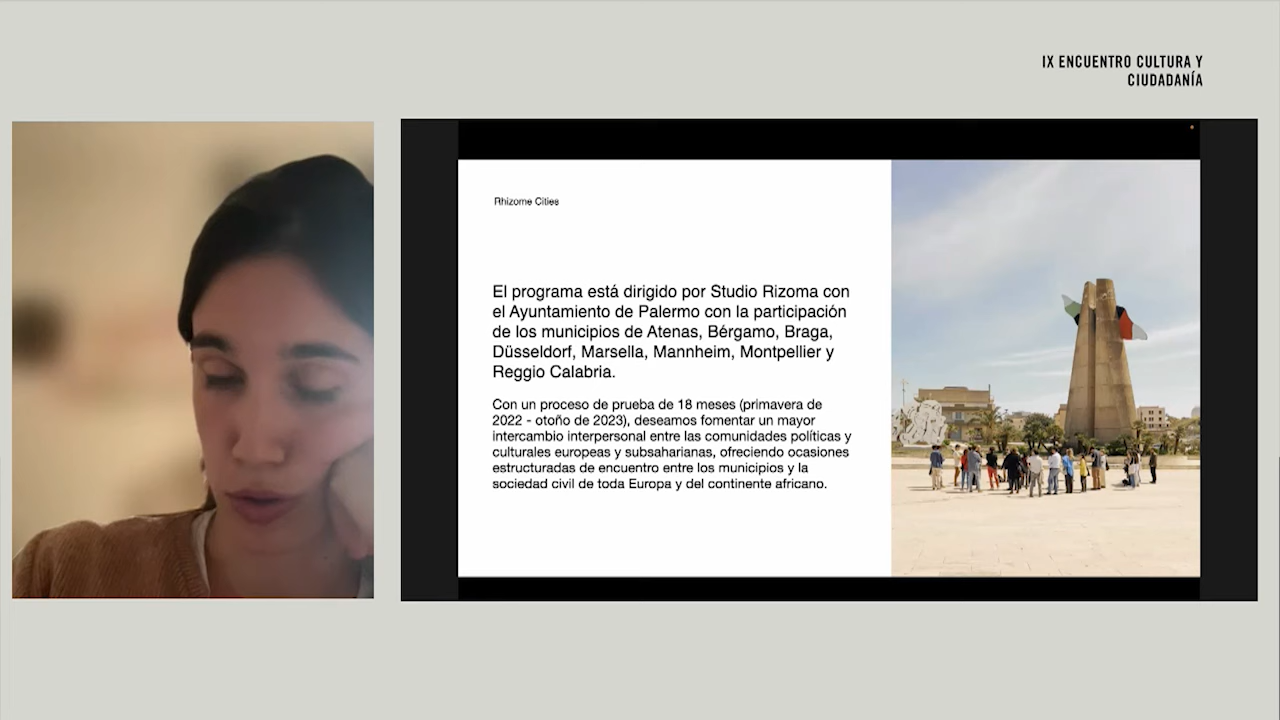 IX ENCUENTRO CULTURA Y
CIUDADANÍA
Rhizome Cities
El programa está dirigido por Studio Rizoma con
el Ayuntamiento de Palermo con la participación
de los municipios de Atenas, Bérgamo, Braga,
Düsseldorf, Marsella, Mannheim, Montpellier y
Reggio Calabria.
Con un proceso de prueba de 18 meses (primavera de
2022 - otoño de 2023), deseamos fomentar un mayor
intercambio interpersonal entre las comunidades políticas y
culturales europeas y subsaharianas, ofreciendo ocasiones
estructuradas de encuentro entre los municipios y la
sociedad civil de toda Europa y del continente africano.